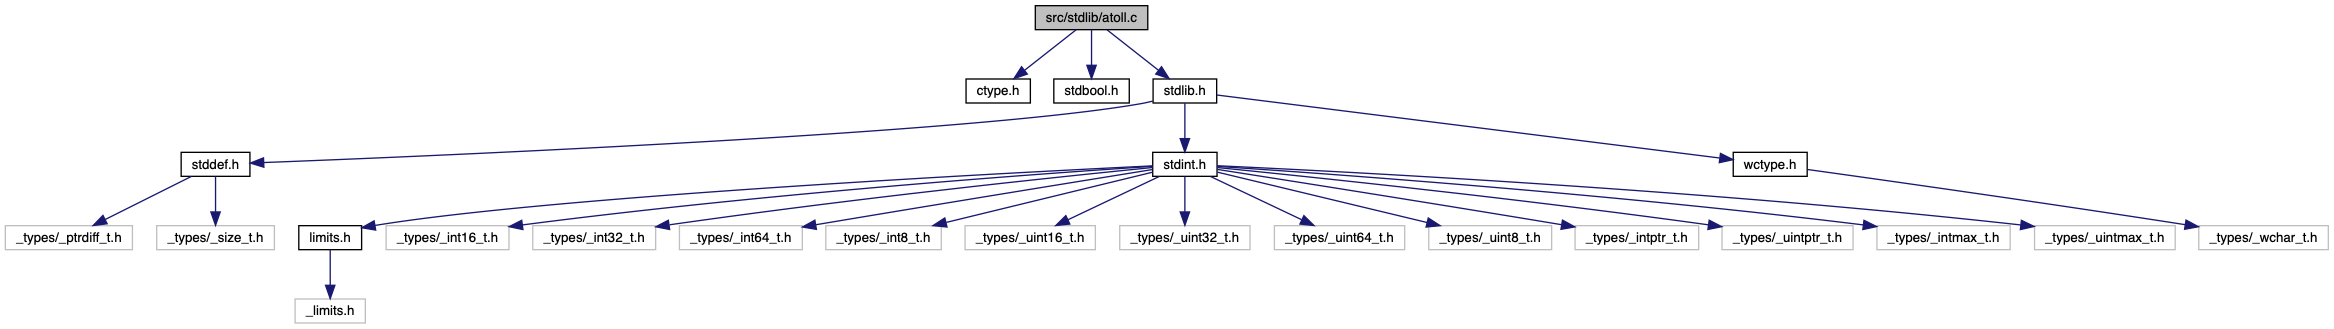 src/stdlib/atoll.c
ctype.h
stdbool.h
stdlib.h
stddef.h
stdint.h
wctype.h
_types/_ptrdiff_t.h
_types/_size_t.h
limits.h
_types/_int16_t.h
_types/_int32_t.h
_types/_int64_t.h
_types/_int8_t.h
_types/_uint16_t.h
_types/_uint32_t.h
_types/_uint64_t.h
_types/_uint8_t.h
_types/_intptr_t.h
_types/_uintptr_t.h
_types/_intmax_t.h
_types/_uintmax_t.h
_types/_wchar_t.h
_limits.h